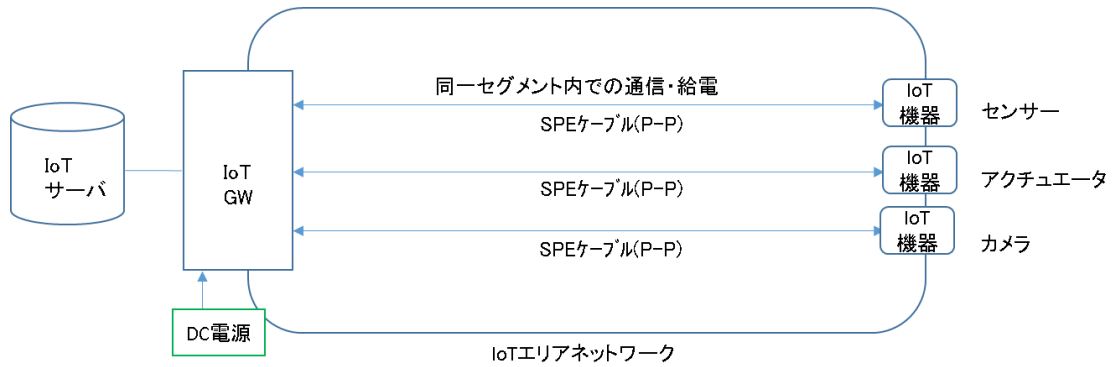 同一セグメント内での通信・給電
SPEｹｰﾌﾞﾙ(P-P)
SPEｹｰﾌﾞﾙ(P-P)
SPEｹｰﾌﾞﾙ(P-P)
IoT
サーバ
IoT
GW
DC電源
IoT
機器
センサー
IoT
機器
アクチュエータ
IoT
機器
カメラ
IoTエリアネットワーク